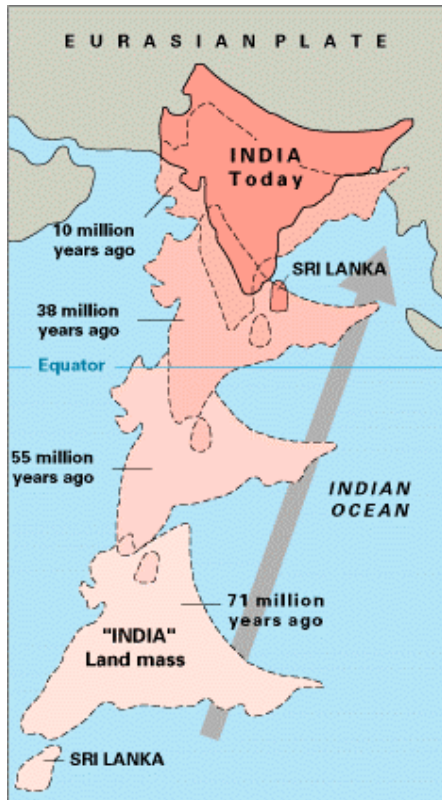 EURASIAN PLATE
INDIA
Today
10 million
years ago
SRI LANKA
38 million
years ago
Equator
55 million
years ago
INDIAN
OCEAN
71 million
years ago
"INDIA"
Land mass
SRI LANKA